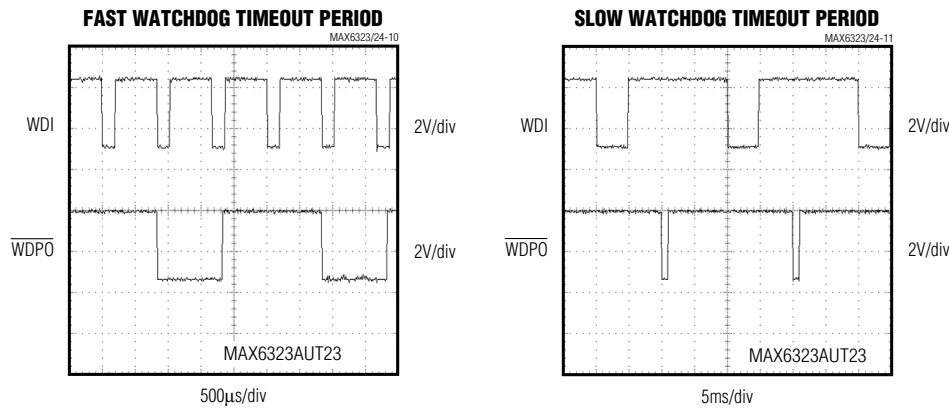 FAST WATCHDOG TIMEOUT PERIOD
MAX6323/24-10
WDI
2V/div
WDPO
2V/div
MAX6323AUT23
500µs/div
SLOW WATCHDOG TIMEOUT PERIOD
MAX6323/24-11
WDI
2V/div
WDPO
2V/div
MAX6323AUT23
5ms/div